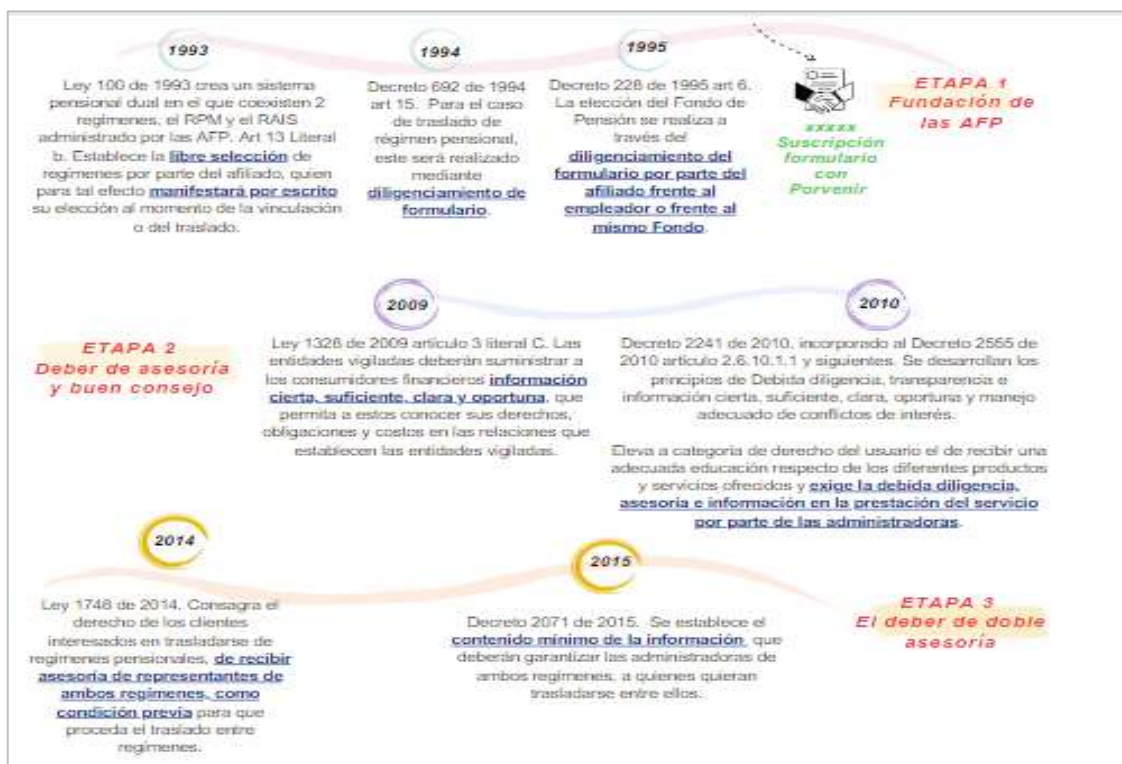 1993
Ley 100 de 1993 crea un sistema
pensional dual en el que coexisten 2
regímenes, el RPM y el RAIS
administrado por las AFP. Art 13 Literal
b. Establece la libre selección de
regímenes por parte del afiliado, quien
para tal efecto manifestará por escrito
su elección al momento de la vinculación
o del traslado.
1994
Decreto 692 de 1994
art 15. Para el caso
de traslado de
régimen pensional,
este será realizado
mediante
diligenciamiento de
formulario.
1995
Decreto 228 de 1995 art 6.
La elección del Fondo de
Pensión se realiza a
través del
diligenciamiento del
formulario por parte del
afiliado frente al
empleador o frente al
mismo Fondo.
xxxxx
Suscripción
formulario
con
Porvenir
ETAPA 1
Fundación de
las AFP
ETAPA 2
Deber de asesoría
y buen consejo
2009
Ley 1328 de 2009 artículo 3 literal C. Las
entidades vigiladas deberán suministrar a
los consumidores financieros información
cierta, suficiente, clara y oportuna, que
permita a estos conocer sus derechos,
obligaciones y costos en las relaciones que
establecen las entidades vigiladas.
2010
Decreto 2241 de 2010, incorporado al Decreto 2555 de
2010 artículo 2.6.10.1.1 y siguientes. Se desarrollan los
principios de Debida diligencia, transparencia e
información cierta, suficiente, clara, oportuna y manejo
adecuado de conflictos de interés.
Eleva a categoría de derecho del usuario el de recibir una
adecuada educación respecto de los diferentes productos
y servicios ofrecidos y exige la debida diligencia,
asesoría e información en la prestación del servicio
por parte de las administradoras.
2014
Ley 1748 de 2014. Consagra el
derecho de los clientes
interesados en trasladarse de
regímenes pensionales, de recibir
asesoría de representantes de
ambos regímenes, como
condición previa para que
proceda el traslado entre
regímenes.
2015
Decreto 2071 de 2015. Se establece el
contenido mínimo de la información, que
deberán garantizar las administradoras de
ambos regímenes, a quienes quieran
trasladarse entre ellos.
ETAPA 3
El deber de doble
asesoría